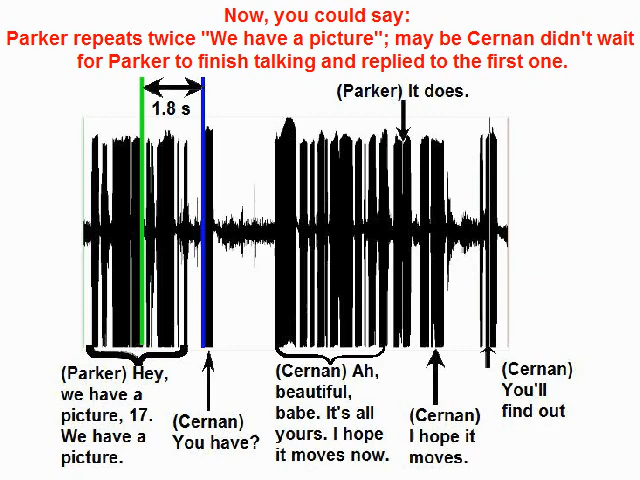 Now, you could say:
Parker repeats twice "We have a picture"; may be Cernan didn't wait
for Parker to finish talking and replied to the first one.
(Parker) It does.
1.8 s
(Parker) Hey,
we have a
picture, 17.
We have a
picture.
(Cernan)
You have?
(Cernan) Ah,
beautiful,
babe. It's all
yours. I hope
it moves now.
(Cernan)
I hope it
moves.
(Cernan)
You'll
find out